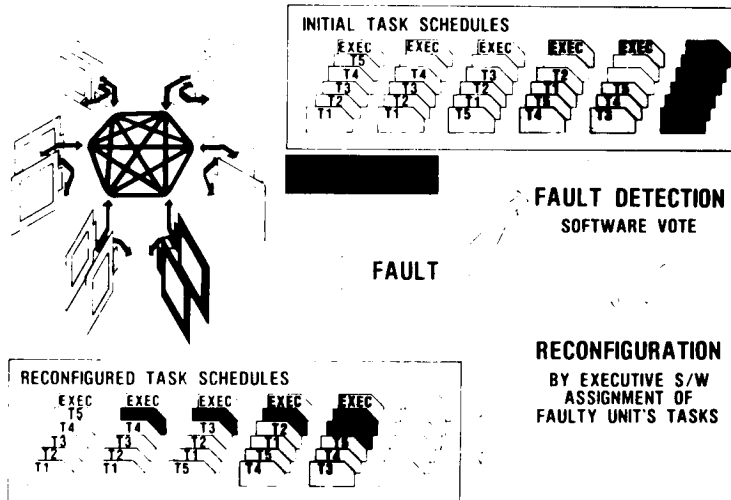 INITIAL TASK SCHEDULES
EXEC EXEC EXEC EXEC EXEC
T5
T4 T4 T3 T2
T3 T3 T2 T1 T5
T2 T2 T1 T5 T4
T1 T1 T5 T4 T3
FAULT DETECTION
SOFTWARE VOTE
FAULT
RECONFIGURATION
BY EXECUTIVE S/W
ASSIGNMENT OF
FAULTY UNIT'S TASKS
RECONFIGURED TASK SCHEDULES
EXEC EXEC EXEC EXEC EXEC
T5
T4 T4 T3 T2
T3 T3 T2 T1
T2 T2 T1 T5 T4
T1 T1 T5 T4 T3